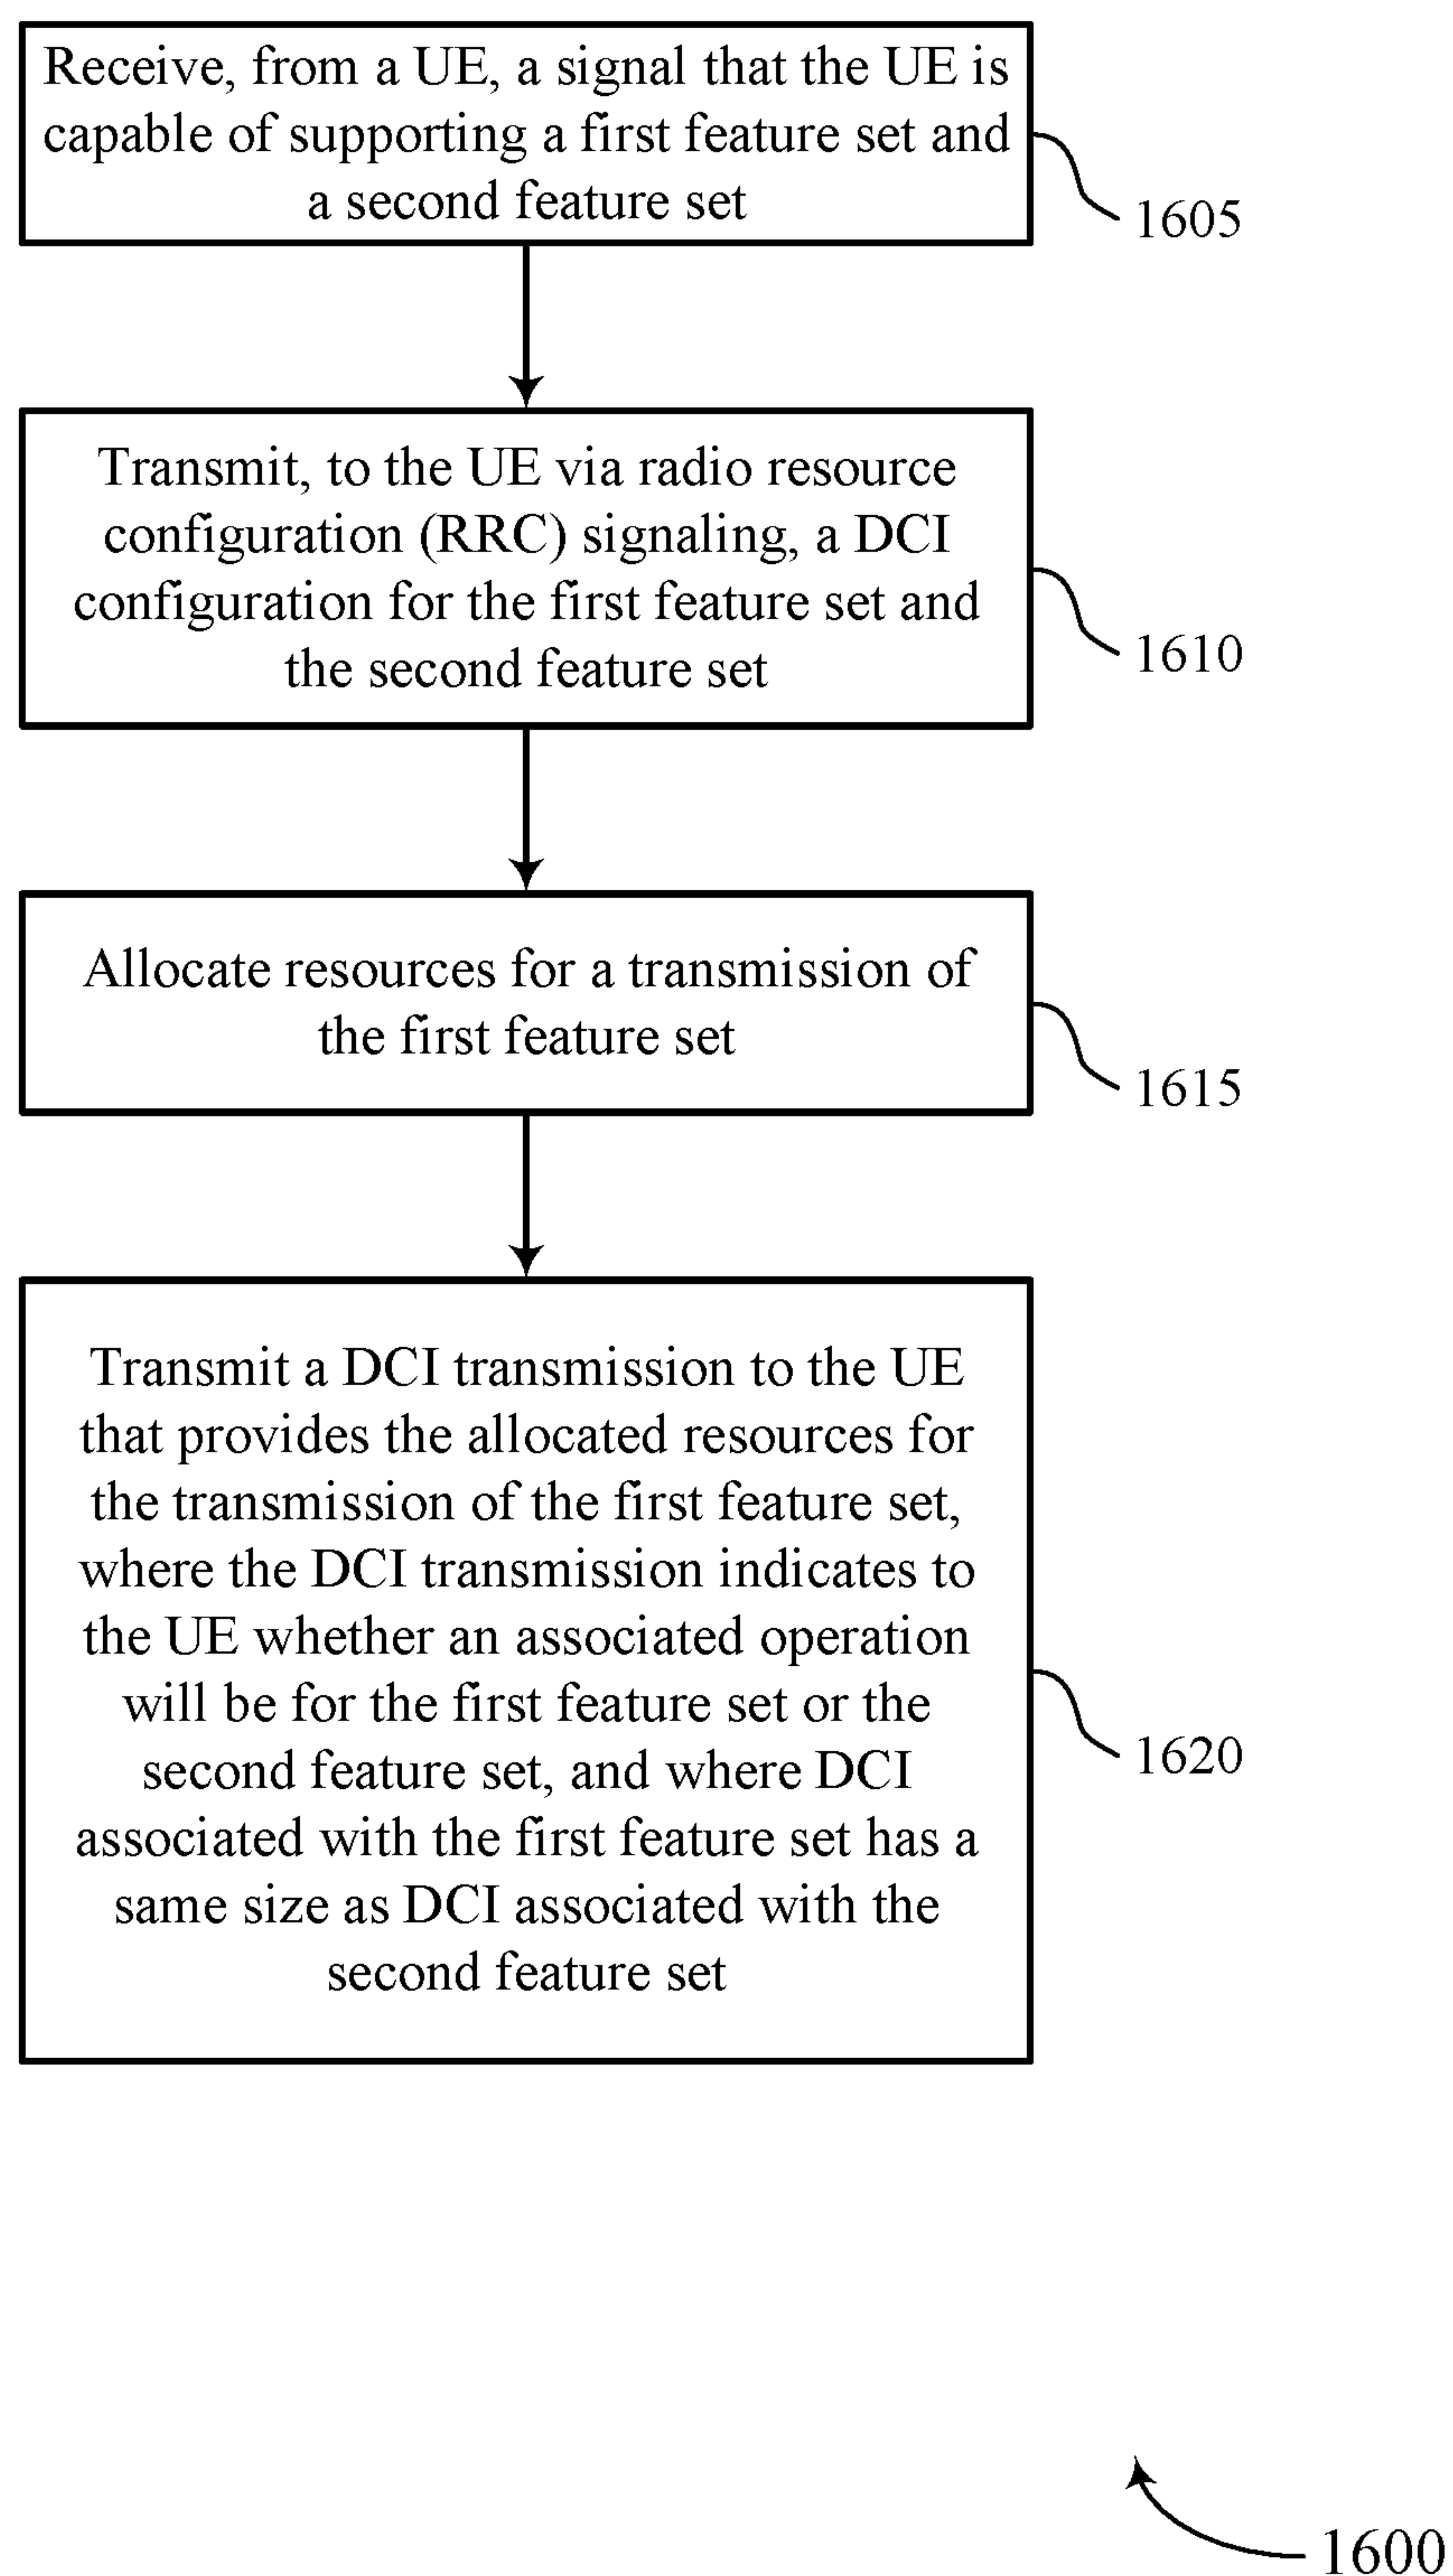 Receive, from a UE, a signal that the UE is
capable of supporting a first feature set and
a second feature set
1605
Transmit, to the UE via radio resource
configuration (RRC) signaling, a DCI
configuration for the first feature set and
the second feature set
1610
Allocate resources for a transmission of
the first feature set
1615
Transmit a DCI transmission to the UE
that provides the allocated resources for
the transmission of the first feature set,
where the DCI transmission indicates to
the UE whether an associated operation
will be for the first feature set or the
second feature set, and where DCI
associated with the first feature set has a
same size as DCI associated with the
second feature set
1620
1600